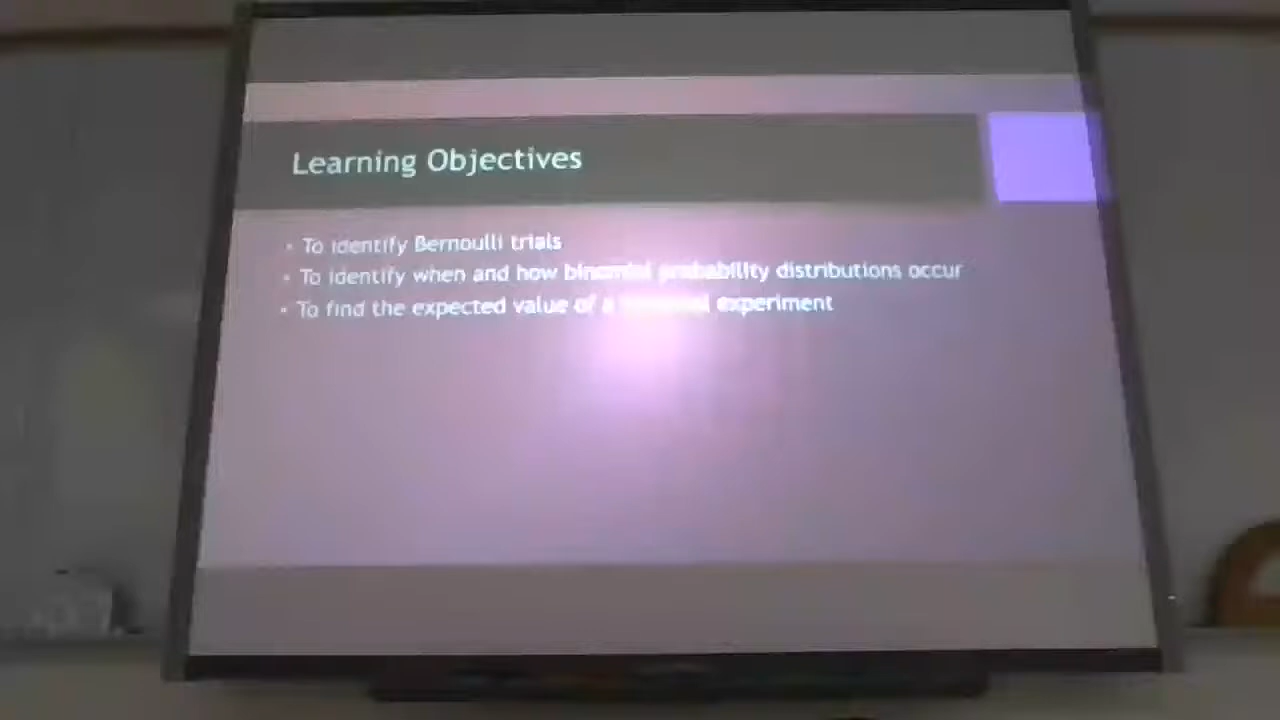 Learning Objectives
• To identify Bernoulli trials
• To identify when and how binomial probability distributions occur
• To find the expected value of a experiment